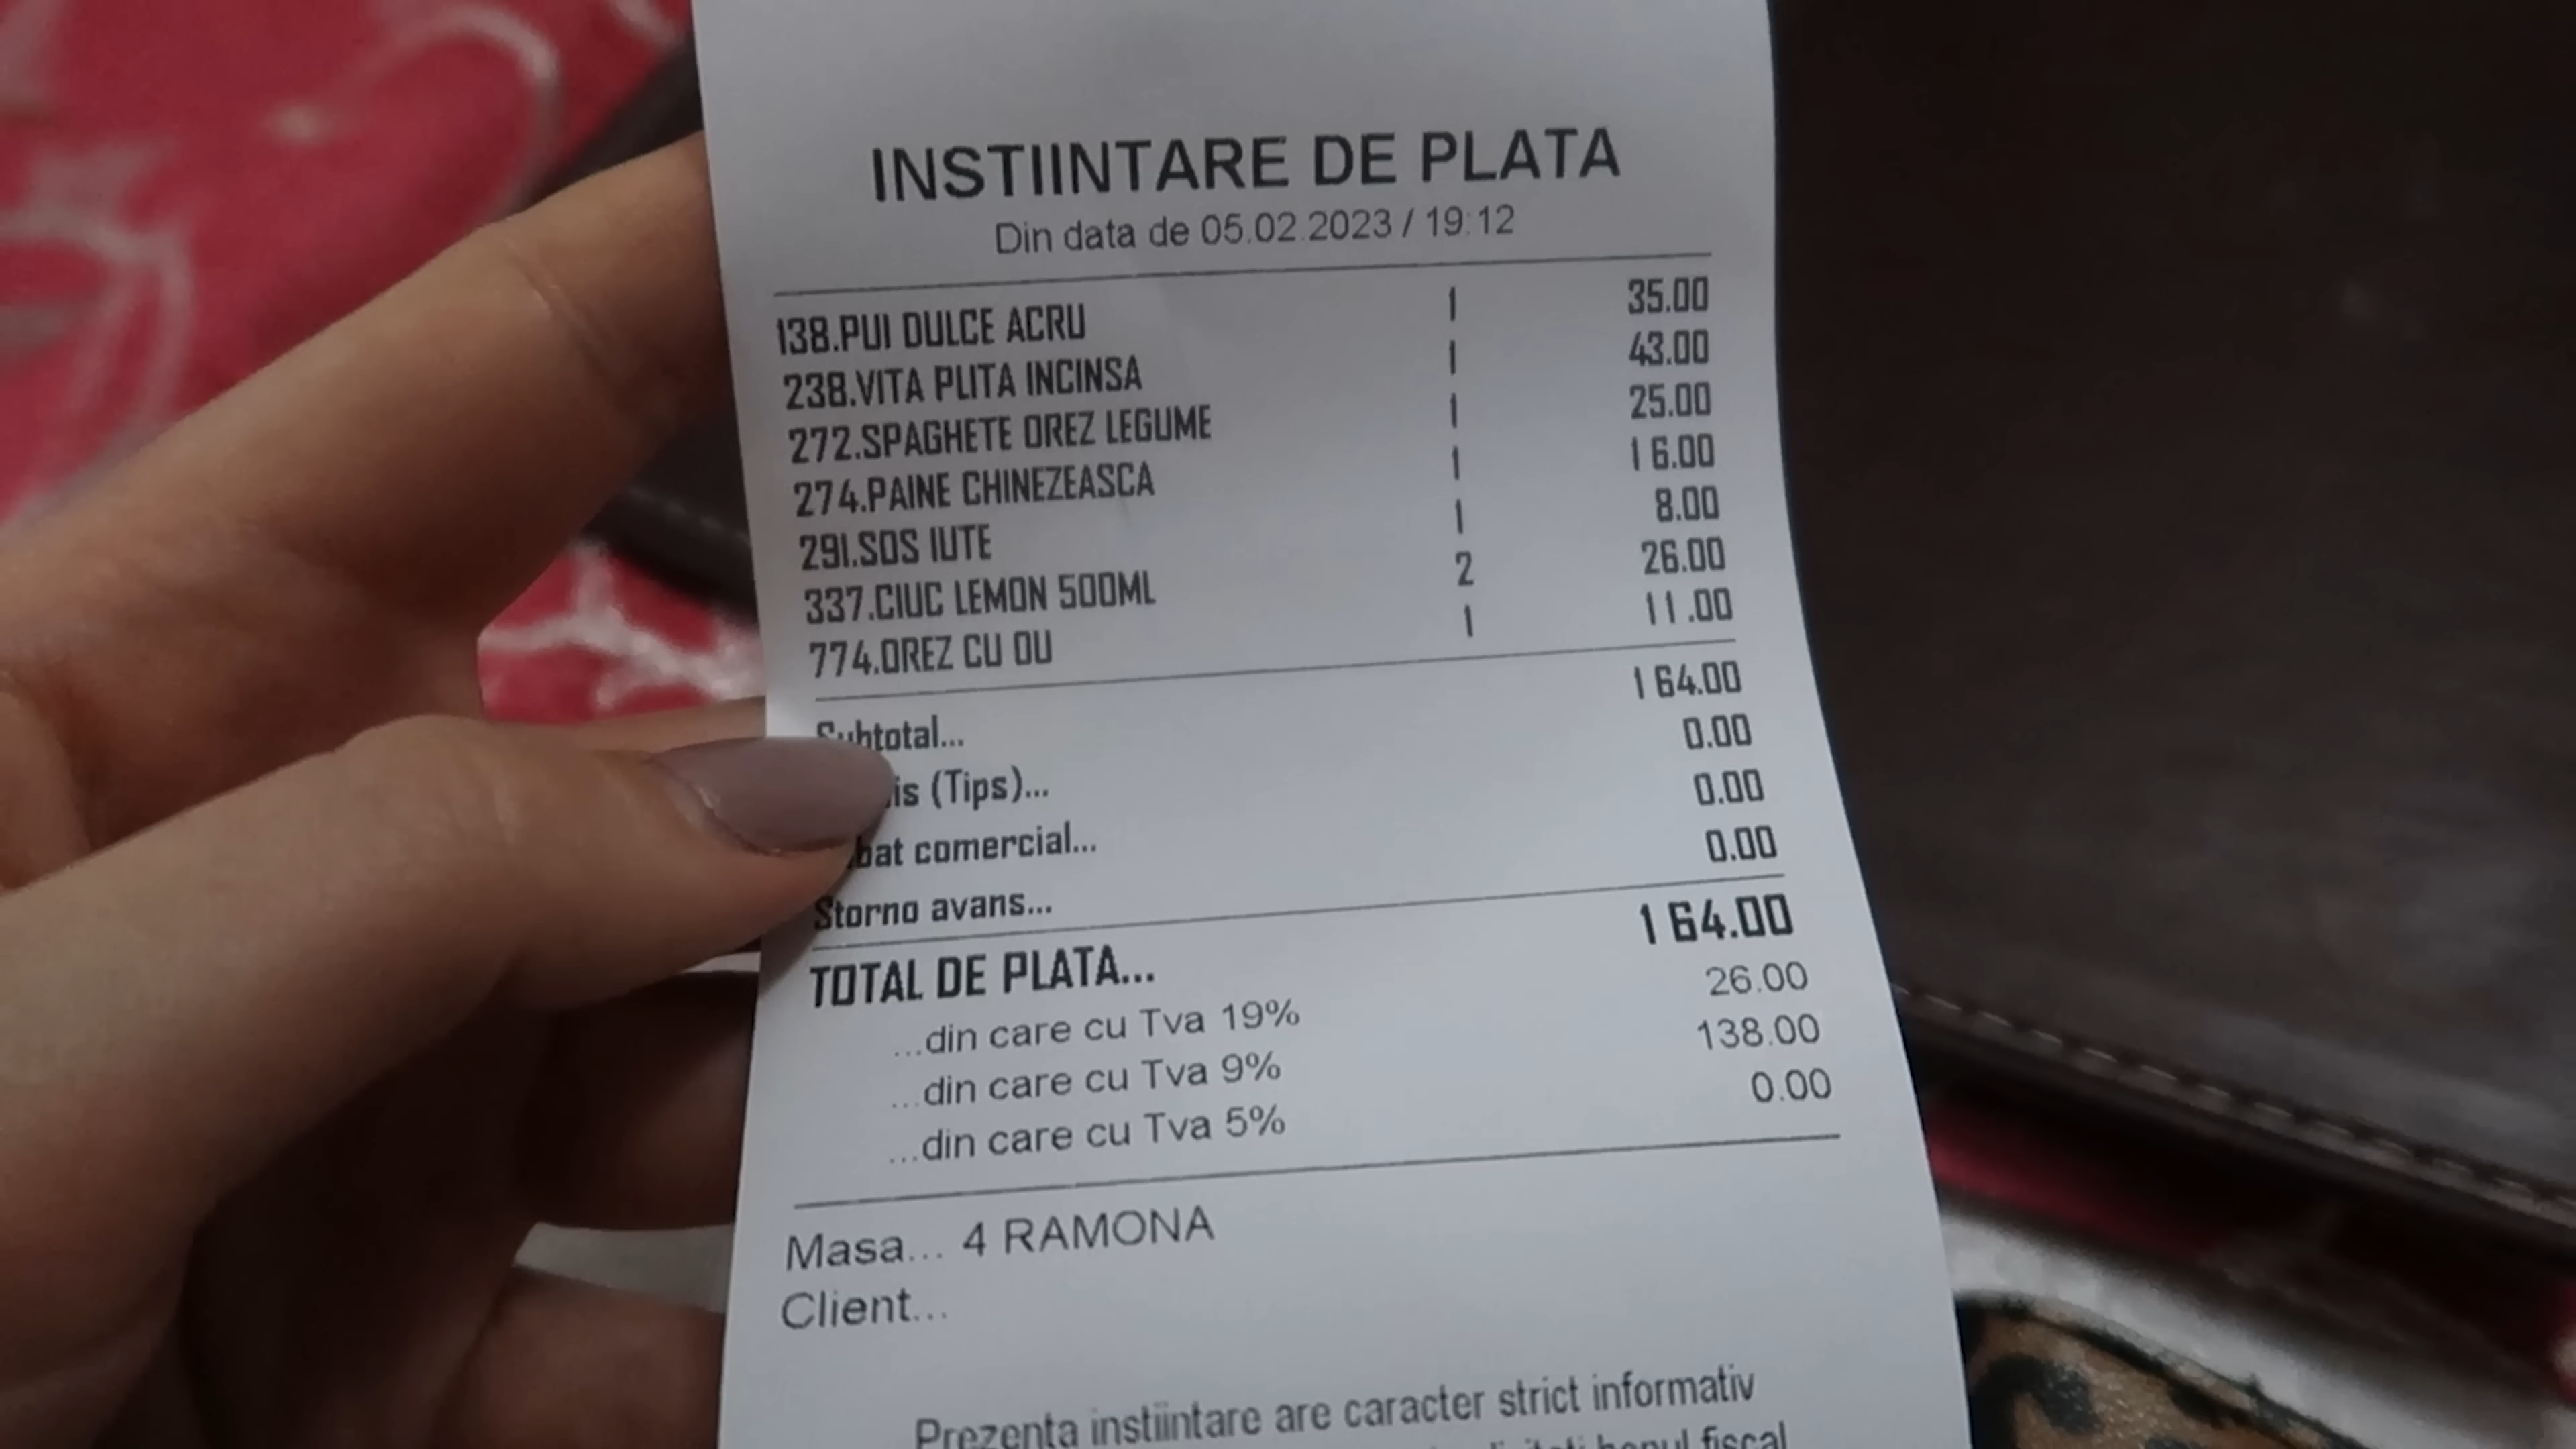 INSTIINTARE DE PLATA
Din data de 05.02.2023 / 19:12
138.PUI DULCE ACRU 1 35.00
238.VITA PLITA INCINSA 1 43.00
272.SPAGHETE OREZ LEGUME 1 25.00
274.PAINE CHINEZEASCA 1 16.00
291.SOS IUTE 1 8.00
337.CIUC LEMON 500ML 2 26.00
774.OREZ CU OU 1 11.00
Subtotal... 164.00
(Tips)... 0.00
comercial... 0.00
Storno avans... 0.00
TOTAL DE PLATA... 164.00
...din care cu Tva 19% 26.00
...din care cu Tva 9% 138.00
...din care cu Tva 5% 0.00
Masa... 4 RAMONA
Client...
Prezenta instiintare are caracter strict informativ
bonul fiscal